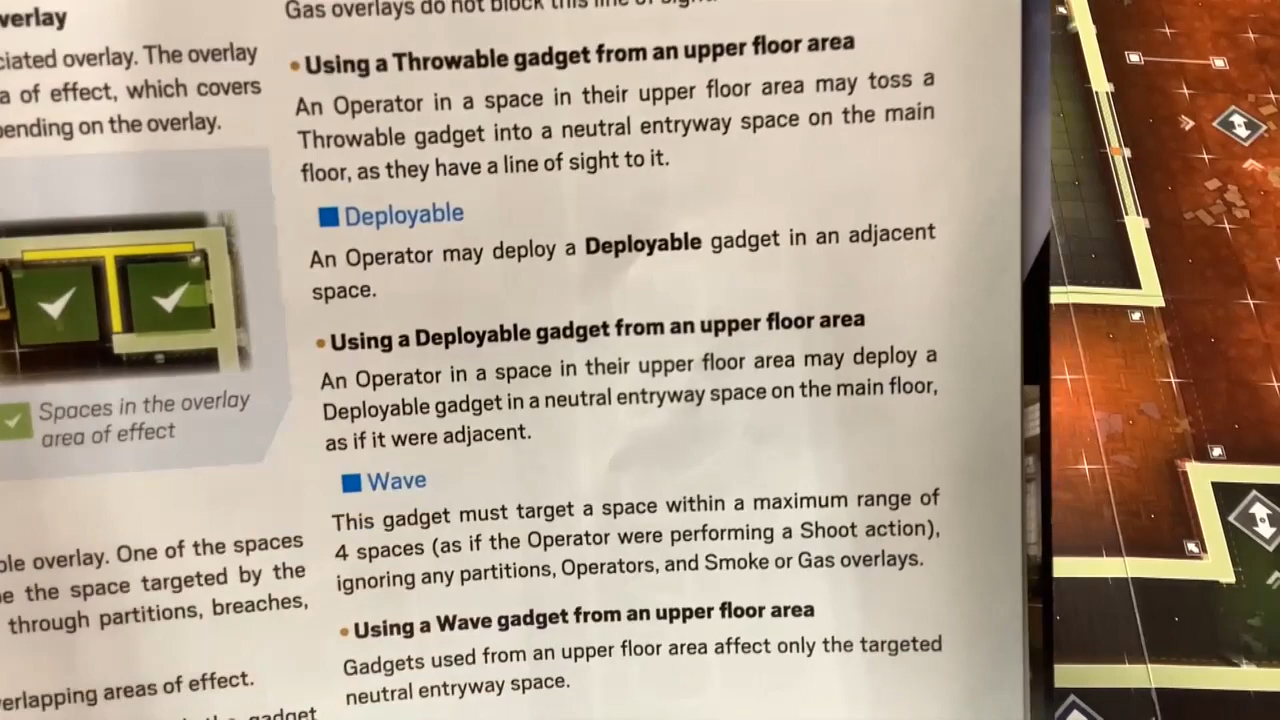 verlay
ciated overlay. The overlay
a of effect, which covers
pending on the overlay.
Spaces in the overlay
area of effect
ble overlay. One of the spaces
be the space targeted by the
through partitions, breaches,
verlapping areas of effect.
gadget
Gas overlays do not block this line of
• Using a Throwable gadget from an upper floor area
An Operator in a space in their upper floor area may toss a
Throwable gadget into a neutral entryway space on the main
floor, as they have a line of sight to it.
Deployable
An Operator may deploy a Deployable gadget in an adjacent
space.
• Using a Deployable gadget from an upper floor area
An Operator in a space in their upper floor area may deploy a
Deployable gadget in a neutral entryway space on the main floor,
as if it were adjacent.
Wave
This gadget must target a space within a maximum range of
4 spaces (as if the Operator were performing a Shoot action),
ignoring any partitions, Operators, and Smoke or Gas overlays.
• Using a Wave gadget from an upper floor area
Gadgets used from an upper floor area affect only the targeted
neutral entryway space.